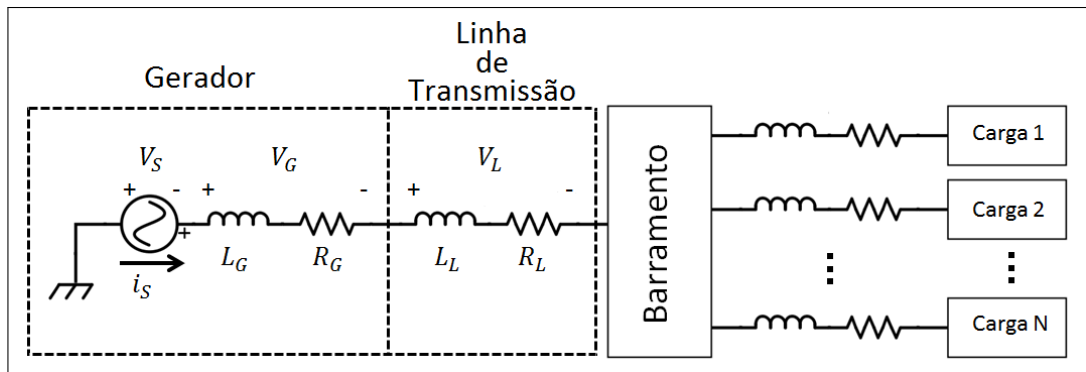 Linha
de
Transmissão
Gerador
V_S
V_G
V_L
+ -
+ -
+ -
+
L_G
R_G
L_L
R_L
i_S
Barramento
Carga 1
Carga 2
Carga N